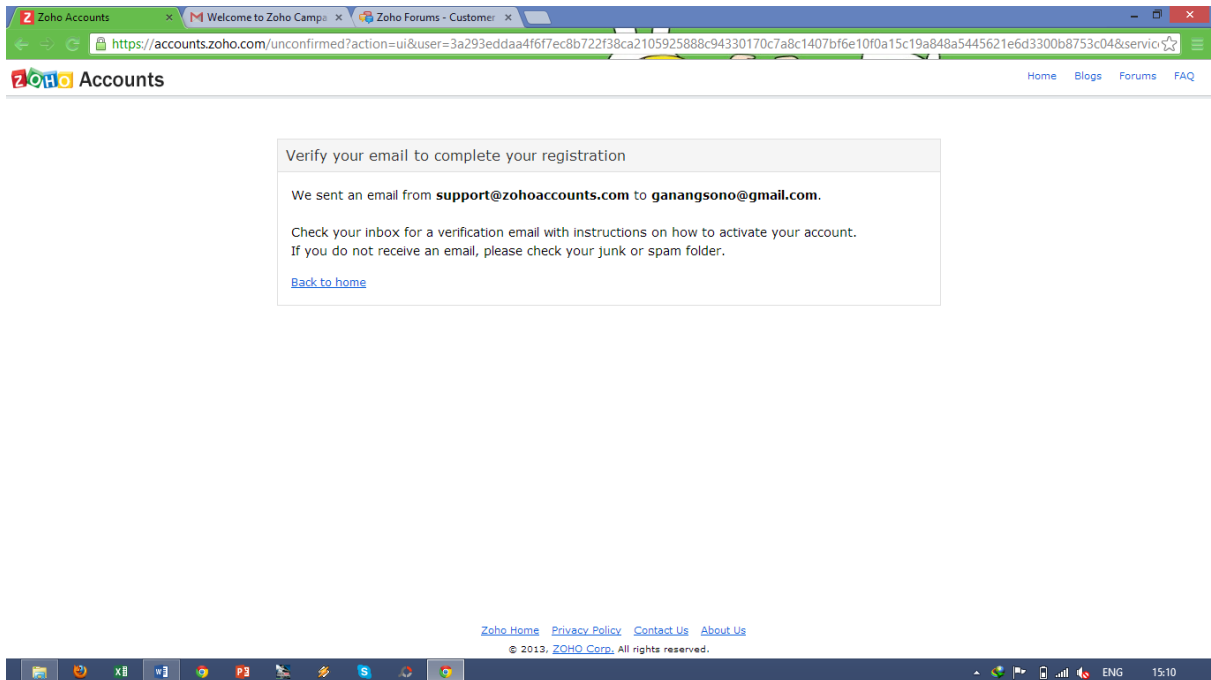 Zoho Accounts
Welcome to Zoho Campa
Zoho Forums - Customer
https://accounts.zoho.com/unconfirmed?action=ui&user=3a293eddaa4f6f7ec8b722f38ca2105925888c94330170c7a8c1407bf6e10f0a15c19a848a5445621e6d3300b8753c04&servic
ZOHO Accounts
Home Blogs Forums FAQ
Verify your email to complete your registration
We sent an email from support@zohoaccounts.com to ganangsono@gmail.com.
Check your inbox for a verification email with instructions on how to activate your account.
If you do not receive an email, please check your junk or spam folder.
Back to home
Zoho Home Privacy Policy Contact Us About Us
© 2013, ZOHO Corp. All rights reserved.
ENG 15:10